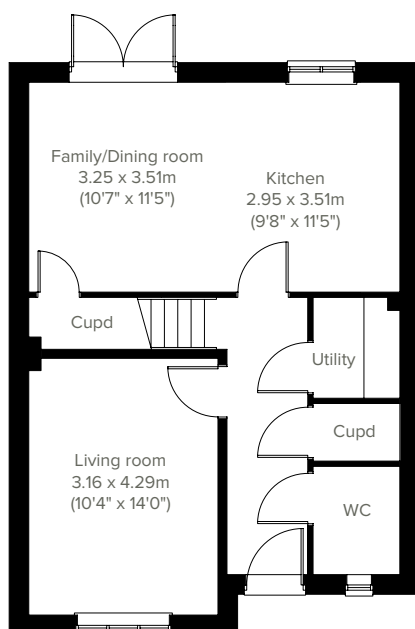 Family/Dining room
3.25 x 3.51m
(10'7" x 11'5")
Kitchen
2.95 x 3.51m
(9'8" x 11'5")
Cupd
Utility
Cupd
Living room
3.16 x 4.29m
(10'4" x 14'0")
WC